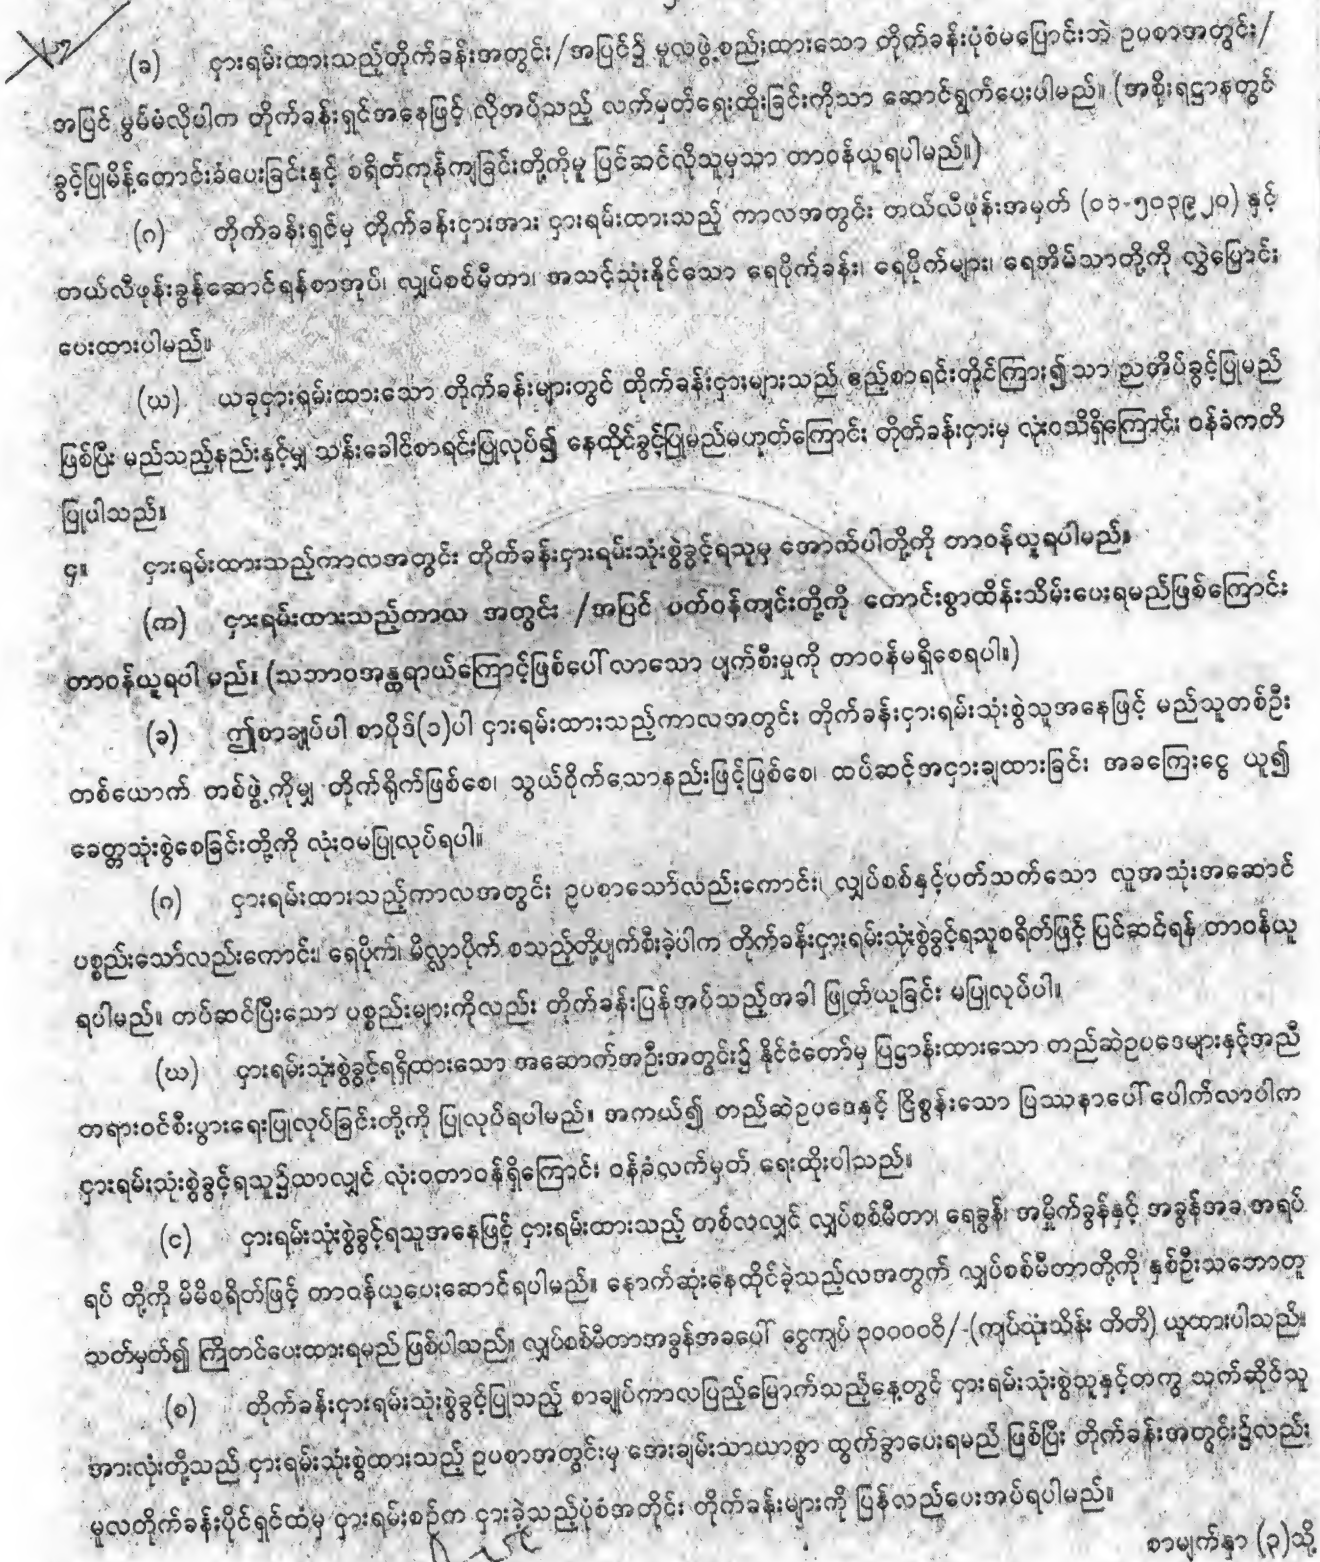 (ခ) ငှားရမ်းထားသည့်တိုက်ခန်းအတွင်း/အပြင်၌ မူလဖွဲ့စည်းထားသော တိုက်ခန်းပုံစံမပြောင်းဘဲ ဥပစာအတွင်း/
အပြင် မွမ်မံလိုပါက တိုက်ခန်းရှင်အနေဖြင့် လိုအပ်သည့် လက်မှတ်ရေးထိုးခြင်းကိုသာ ဆောင်ရွက်ပေးပါမည်။ (အစိုးရဌာနတွင်
ခွင့်ပြုမိန့်တောင်းခံပေးခြင်းနှင့် စရိတ်ကုန်ကျခြင်းတို့ကိုမူ ပြင်ဆင်လိုသူမှသာ တာဝန်ယူရပါမည်။)
(ဂ) တိုက်ခန်းရှင်မှ တိုက်ခန်းငှားအား ငှားရမ်းထားသည့် ကာလအတွင်း တယ်လီဖုန်းအမှတ် (၀၁-၅၀၃၉၂၀) နှင့်
တယ်လီဖုန်းခွန်ဆောင်ရန်စာအုပ်၊ လျှပ်စစ်မီတာ၊ အသင့်သုံးနိုင်သော ရေပိုက်ခန်း၊ ရေပိုက်များ၊ ရေအိမ်သာတို့ကို လွှဲပြောင်း
ပေးထားပါမည်။
(ဃ) ယခုငှားရမ်းထားသော တိုက်ခန်းများတွင် တိုက်ခန်းငှားများသည် ဧည့်စာရင်းတိုင်ကြား၍သာ ညအိပ်ခွင့်ပြုမည်
ဖြစ်ပြီး မည်သည့်နည်းနှင့်မျှ သန်းခေါင်စာရင်းပြုလုပ်၍ နေထိုင်ခွင့်ပြုမည်မဟုတ်ကြောင်း တိုတ်ခန်းငှားမှ လုံးဝသိရှိကြောင်း ဝန်ခံကတိ
ပြုပါသည်။
၄။ ငှားရမ်းထားသည့်ကာလအတွင်း တိုက်ခန်းငှားရမ်းသုံးစွဲခွင့်ရသူမှ အောက်ပါတို့ကို တာဝန်ယူရပါမည်။
(က) ငှားရမ်းထားသည့်ကာလ အတွင်း /အပြင် ပတ်ဝန်ကျင်းတို့ကို ကောင်းစွာထိန်းသိမ်းပေးရမည်ဖြစ်ကြောင်း
တာဝန်ယူရပါ မည်။ (သဘာဝအန္တရာယ်ကြောင့်ဖြစ်ပေါ် လာသော ပျက်စီးမှုကို တာဝန်မရှိစေရပါ။)
(ခ) ဤစာချုပ်ပါ စာပိုဒ်(၁)ပါ ငှားရမ်းထားသည့်ကာလအတွင်း တိုက်ခန်းငှားရမ်းသုံးစွဲသူအနေဖြင့် မည်သူတစ်ဦး
တစ်ယောက် တစ်ဖွဲ့ကိုမျှ တိုက်ရိုက်ဖြစ်စေ၊ သွယ်ဝိုက်သောနည်းဖြင့်ဖြစ်စေ၊ ထပ်ဆင့်အငှားချထားခြင်း အခကြေးငွေ ယူ၍
ခေတ္တသုံးစွဲစေခြင်းတို့ကို လုံးဝမပြုလုပ်ရပါ။
(ဂ) ငှားရမ်းထားသည့်ကာလအတွင်း ဥပစာသော်လည်းကောင်း၊ လျှပ်စစ်နှင့်ပတ်သက်သော လူအသုံးအဆောင်
ပစ္စည်းသော်လည်းကောင်း၊ ရေပိုက်၊ မိလ္လာပိုက် စသည့်တို့ပျက်စီးခဲ့ပါက တိုက်ခန်းငှားရမ်းသုံးစွဲခွင့်ရသူစရိတ်ဖြင့် ပြင်ဆင်ရန် တာဝန်ယူ
ရပါမည်။ တပ်ဆင်ပြီးသော ပစ္စည်းများကိုလည်း တိုက်ခန်းပြန်အပ်သည့်အခါ ဖြုတ်ယူခြင်း မပြုလုပ်ပါ။
(ဃ) ငှားရမ်းသုံးစွဲခွင့်ရရှိထားသော အဆောက်အဦးအတွင်း၌ နိုင်ငံတော်မှ ပြဋ္ဌာန်းထားသော တည်ဆဲဥပဒေများနှင့်အညီ
တရားဝင်စီးပွားရေးပြုလုပ်ခြင်းတို့ကို ပြုလုပ်ရပါမည်။ အကယ်၍ တည်ဆဲဥပဒေနှင့် ငြိစွန်းသော ပြဿနာပေါ် ပေါက်လာပါက
ငှားရမ်းသုံးစွဲခွင့်ရသူ၌သာလျှင် လုံးဝတာဝန်ရှိကြောင်း ဝန်ခံလက်မှတ် ရေးထိုးပါသည်။
(င) ငှားရမ်းသုံးစွဲခွင့်ရသူအနေဖြင့် ငှားရမ်းထားသည့် တစ်လလျှင် လျှပ်စစ်မီတာ၊ ရေခွန်၊ အမှိုက်ခွန်နှင့် အခွန်အခ အရပ်
ရပ် တို့ကို မိမိစရိတ်ဖြင့် တာဝန်ယူပေးဆောင်ရပါမည်။ နောက်ဆုံးနေထိုင်ခဲ့သည့်လအတွက် လျှပ်စစ်မီတာတို့ကို နှစ်ဦးသဘောတူ
သတ်မှတ်၍ ကြိုတင်ပေးထားရမည် ဖြစ်ပါသည်။ လျှပ်စစ်မီတာအခွန်အခပေါ် ငွေကျပ် ၃၀၀၀၀၀ိ/-(ကျပ်သုံးသိန်း တိတိ) ယူထားပါသည်။
(စ) တိုက်ခန်းငှားရမ်းသုံးစွဲခွင့်ပြုသည့် စာချုပ်ကာလပြည့်မြောက်သည့်နေ့တွင် ငှားရမ်းသုံးစွဲသူနှင့်တကွ သက်ဆိုင်သူ
အားလုံးတို့သည် ငှားရမ်းသုံးစွဲထားသည့် ဥပစာအတွင်းမှ အေးချမ်းသာယာစွာ ထွက်ခွာပေးရမည် ဖြစ်ပြီး တိုက်ခန်းအတွင်း၌လည်း
မူလတိုက်ခန်းပိုင်ရှင်ထံမှ ငှားရမ်းစဉ်က ငှားခဲ့သည့်ပုံစံအတိုင်း တိုက်ခန်းများကို ပြန်လည်ပေးအပ်ရပါမည်။
စာမျက်နှာ (၃)သို့